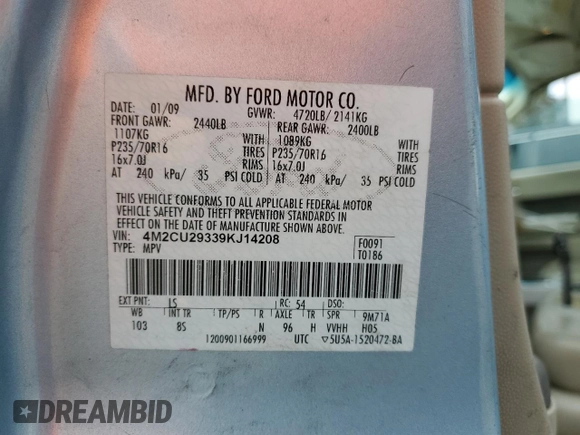 MFD. BY FORD MOTOR CO.
DATE: 01/09 GVWR: 4720LB/ 2141KG
FRONT GAWR: 2440LB REAR GAWR: 2400LB
1107KG WITH 1089KG WITH
P235/70R16 TIRES P235/70R16 TIRES
16x7.0J RIMS 16x7.0J RIMS
AT 240 kPa/ 35 PSI COLD AT 240 kPa/ 35 PSI COLD
THIS VEHICLE CONFORMS TO ALL APPLICABLE FEDERAL MOTOR
VEHICLE SAFETY AND THEFT PREVENTION STANDARDS IN
EFFECT ON THE DATE OF MANUFACTURE SHOWN ABOVE.
VIN: 4M2CU29339KJ14208 F0091
TYPE: MPV T0186
EXT PNT: LS RC: 54 DSO:
WB INT TR TP/PS R AXLE TR SPR 9M71A
103 8S N 96 H VVHH H05
1200901166999 UTC ▽5U5A-1520472-BA
DREAMBID